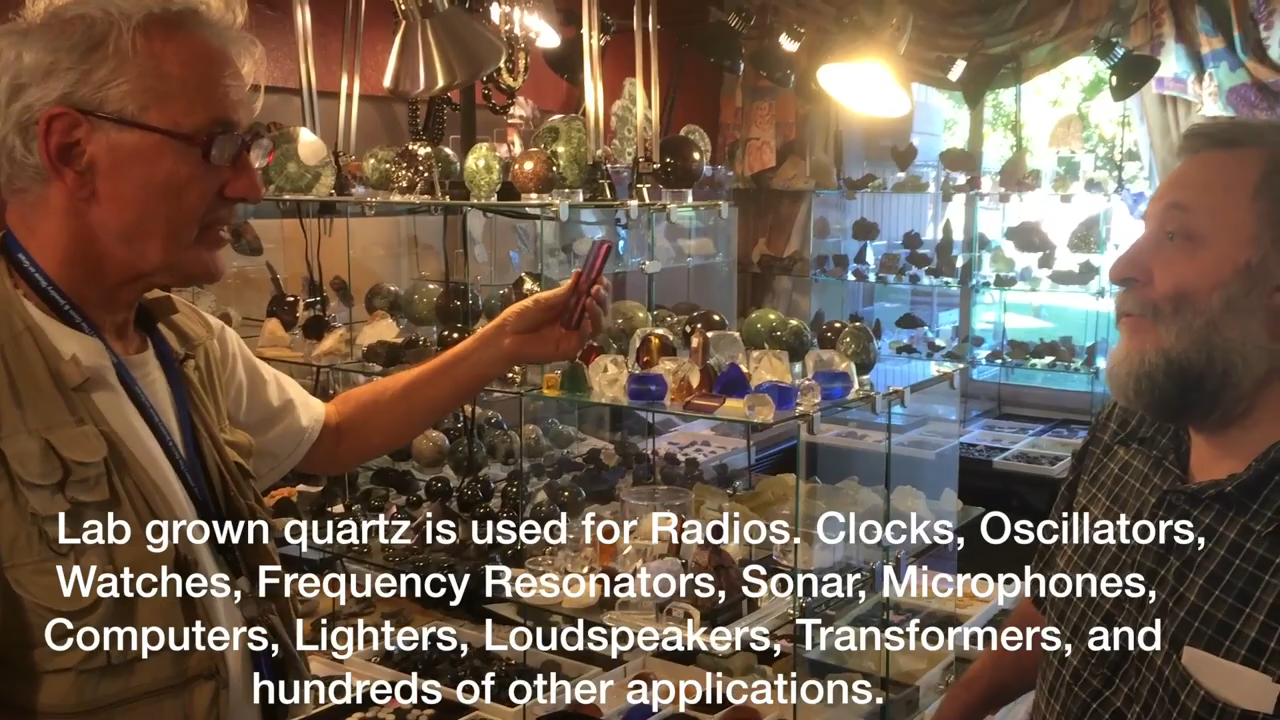 Lab grown quartz is used for Radios. Clocks, Oscillators,
Watches, Frequency Resonators, Sonar, Microphones,
Computers, Lighters, Loudspeakers, Transformers, and
hundreds of other applications.